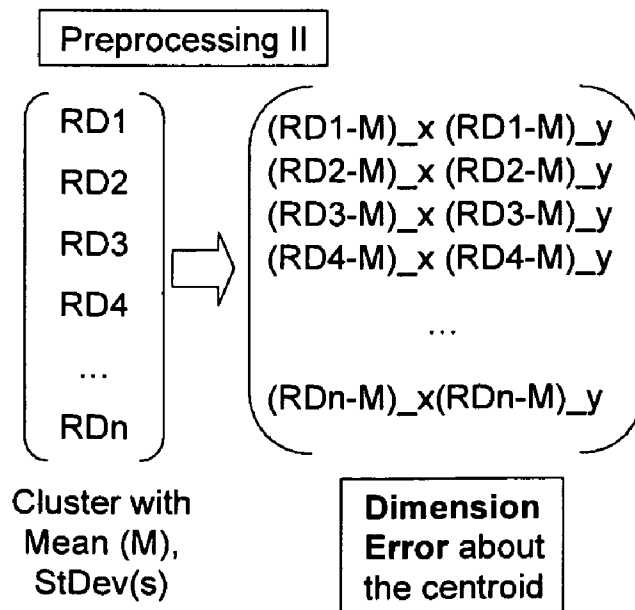 Preprocessing II
RD1
RD2
RD3
RD4
...
RDn
(RD1-M)_x (RD1-M)_y
(RD2-M)_x (RD2-M)_y
(RD3-M)_x (RD3-M)_y
(RD4-M)_x (RD4-M)_y
...
(RDn-M)_x(RDn-M)_y
Cluster with
Mean (M),
StDev(s)
Dimension
Error about
the centroid